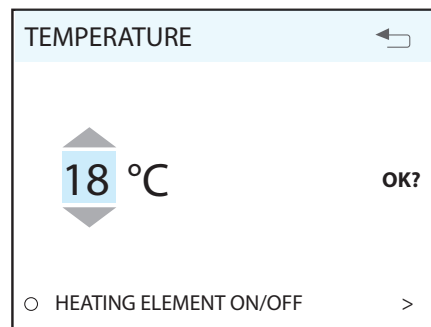 TEMPERATURE
18 °C
OK?
HEATING ELEMENT ON/OFF >